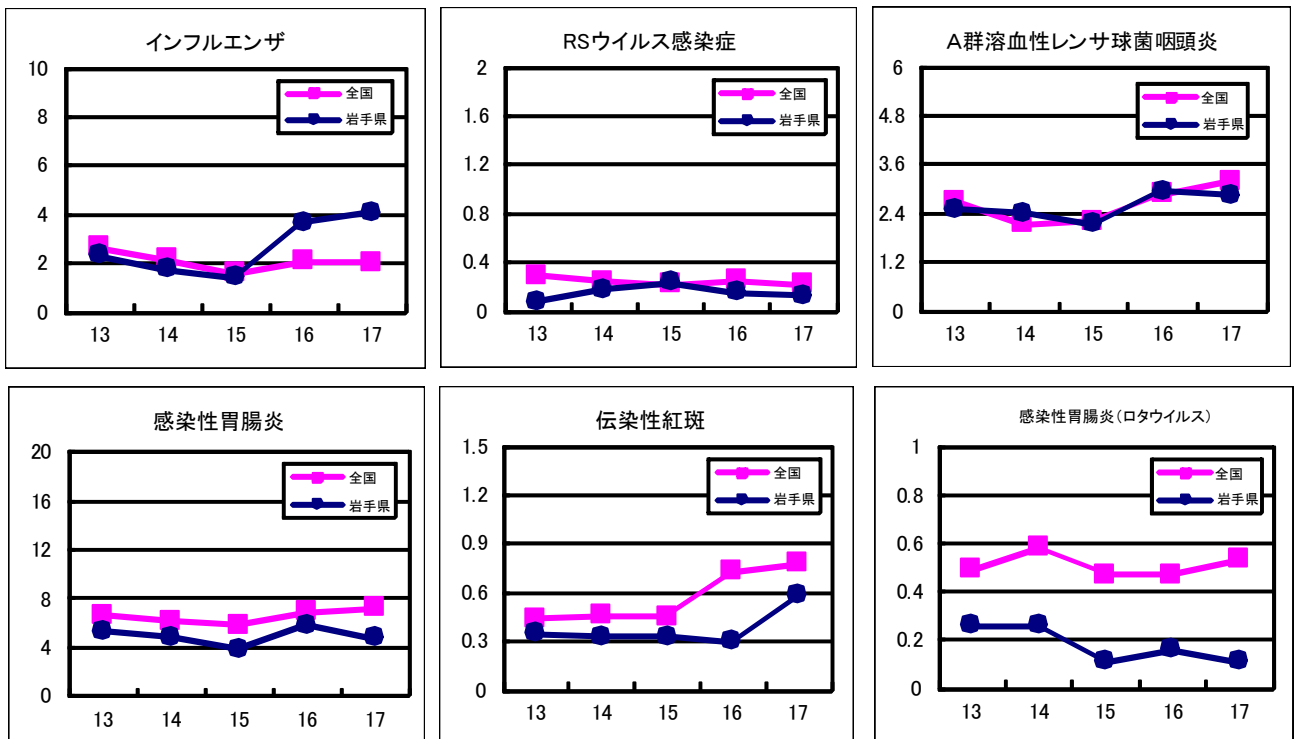 インフルエンザ
10
8
6
4
2
0
13 14 15 16 17
全国
岩手県
RSウイルス感染症
2
1.6
1.2
0.8
0.4
0
13 14 15 16 17
全国
岩手県
A群溶血性レンサ球菌咽頭炎
6
4.8
3.6
2.4
1.2
0
13 14 15 16 17
全国
岩手県
感染性胃腸炎
20
16
12
8
4
0
13 14 15 16 17
全国
岩手県
伝染性紅斑
1.5
1.2
0.9
0.6
0.3
0
13 14 15 16 17
全国
岩手県
感染性胃腸炎(ロタウイルス)
1
0.8
0.6
0.4
0.2
0
13 14 15 16 17
全国
岩手県